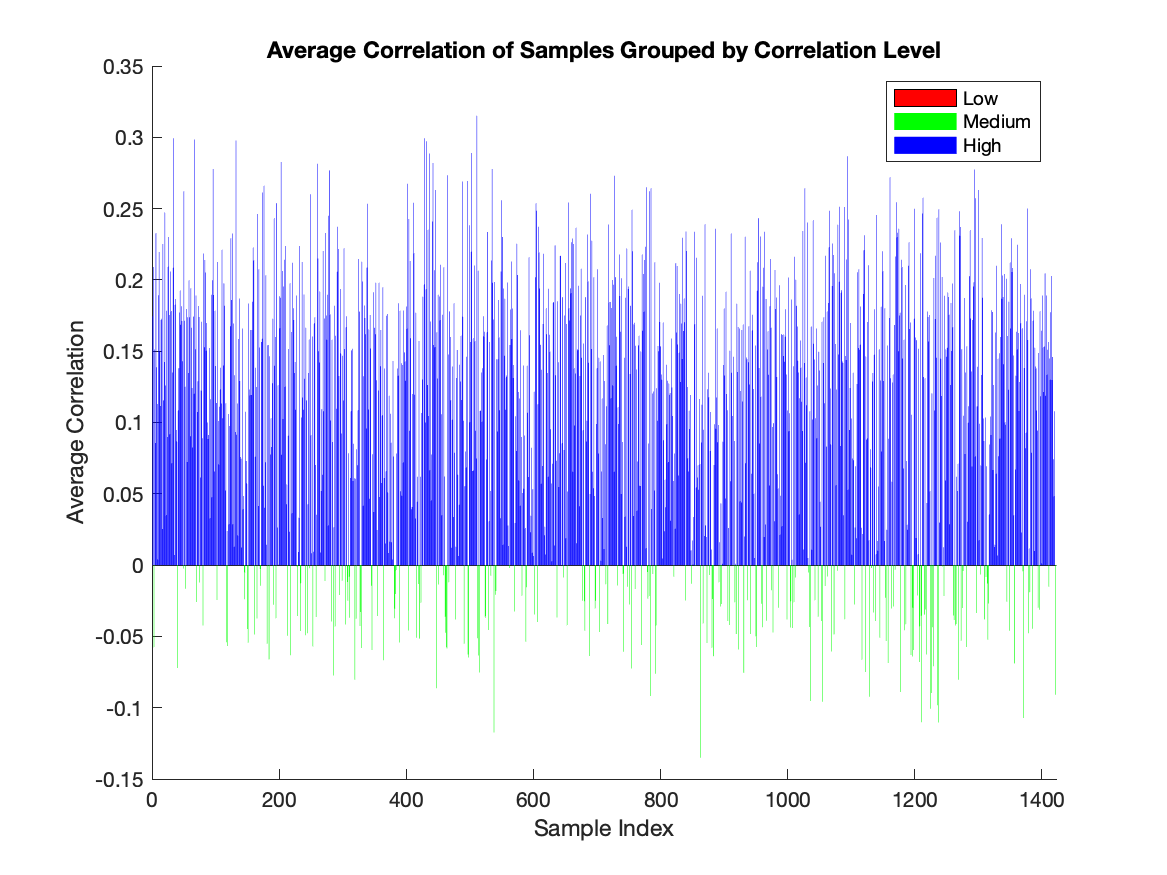 Average Correlation of Samples Grouped by Correlation Level
0.35
0.3
0.25
0.2
0.15
0.1
0.05
0
-0.05
-0.1
-0.15
Average Correlation
Low
Medium
High
0 200 400 600 800 1000 1200 1400
Sample Index